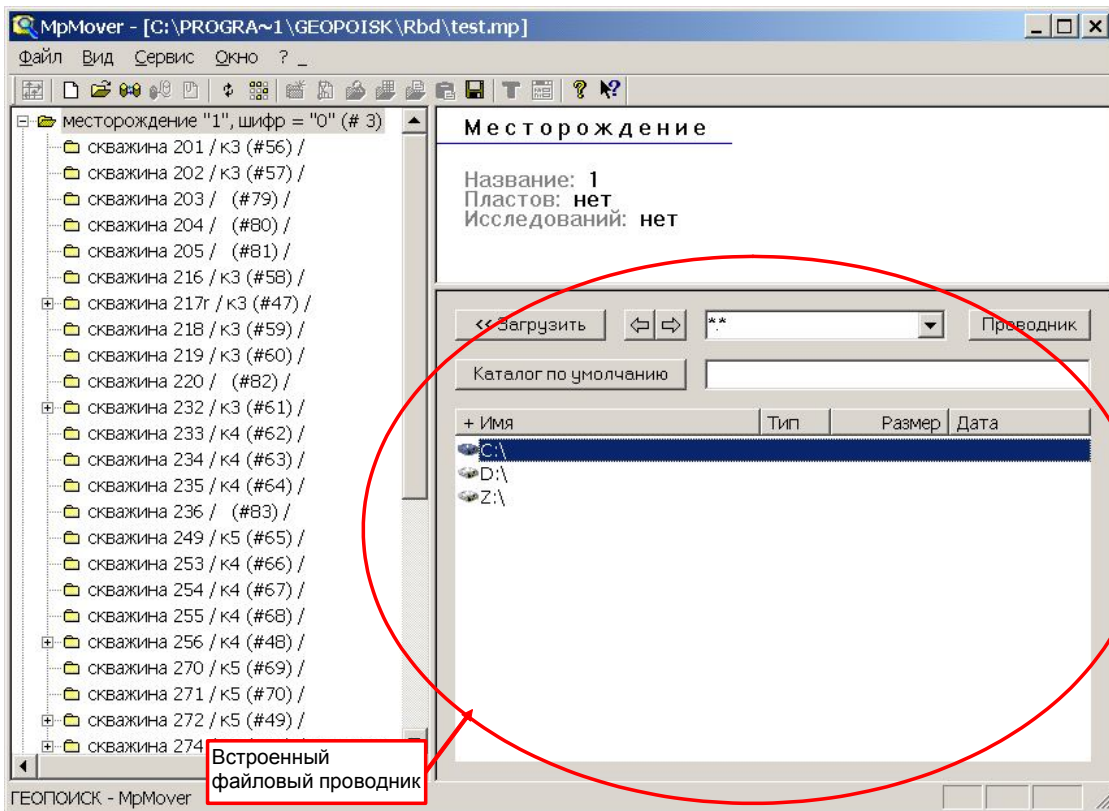 MpMover - [C:\PROGRA~1\GEOPOISK\Rbd\test.mp]
Файл Вид Сервис Окно ? _
месторождение "1", шифр = "0" (# 3)
скважина 201 / к3 (#56) /
скважина 202 / к3 (#57) /
скважина 203 / (#79) /
скважина 204 / (#80) /
скважина 205 / (#81) /
скважина 216 / к3 (#58) /
скважина 217г / к3 (#47) /
скважина 218 / к3 (#59) /
скважина 219 / к3 (#60) /
скважина 220 / (#82) /
скважина 232 / к3 (#61) /
скважина 233 / к4 (#62) /
скважина 234 / к4 (#63) /
скважина 235 / к4 (#64) /
скважина 236 / (#83) /
скважина 249 / к5 (#65) /
скважина 253 / к4 (#66) /
скважина 254 / к4 (#67) /
скважина 255 / к4 (#68) /
скважина 256 / к4 (#48) /
скважина 270 / к5 (#69) /
скважина 271 / к5 (#70) /
скважина 272 / к5 (#49) /
скважина 274
Месторождение
Название: 1
Пластов: нет
Исследований: нет
<< Загрузить *.* Проводник
Каталог по умолчанию
+ Имя Тип Размер Дата
C:\
D:\
Z:\
Встроенный
файловый проводник
ГЕОПОИСК - MpMover